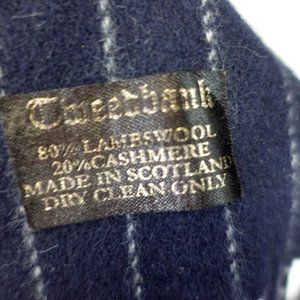 Tweedbank
80% LAMBSWOOL
20% CASHMERE
MADE IN SCOTLAND
DRY CLEAN ONLY